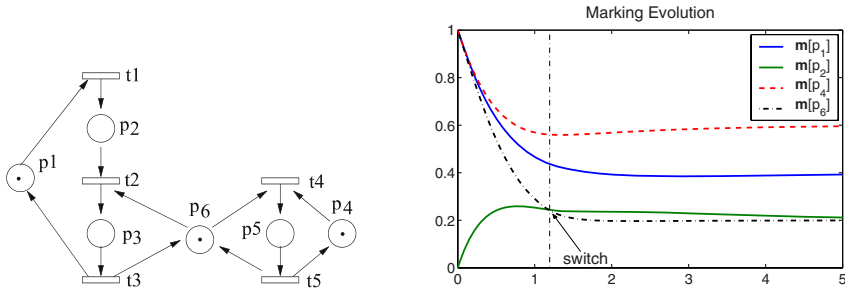 t1
p2
p1
t2
t4
p6
p4
p5
p3
t3
t5
Marking Evolution
1
0.8
0.6
0.4
0.2
0
0 1 2 3 4 5
m[p1]
m[p2]
m[p4]
m[p6]
switch